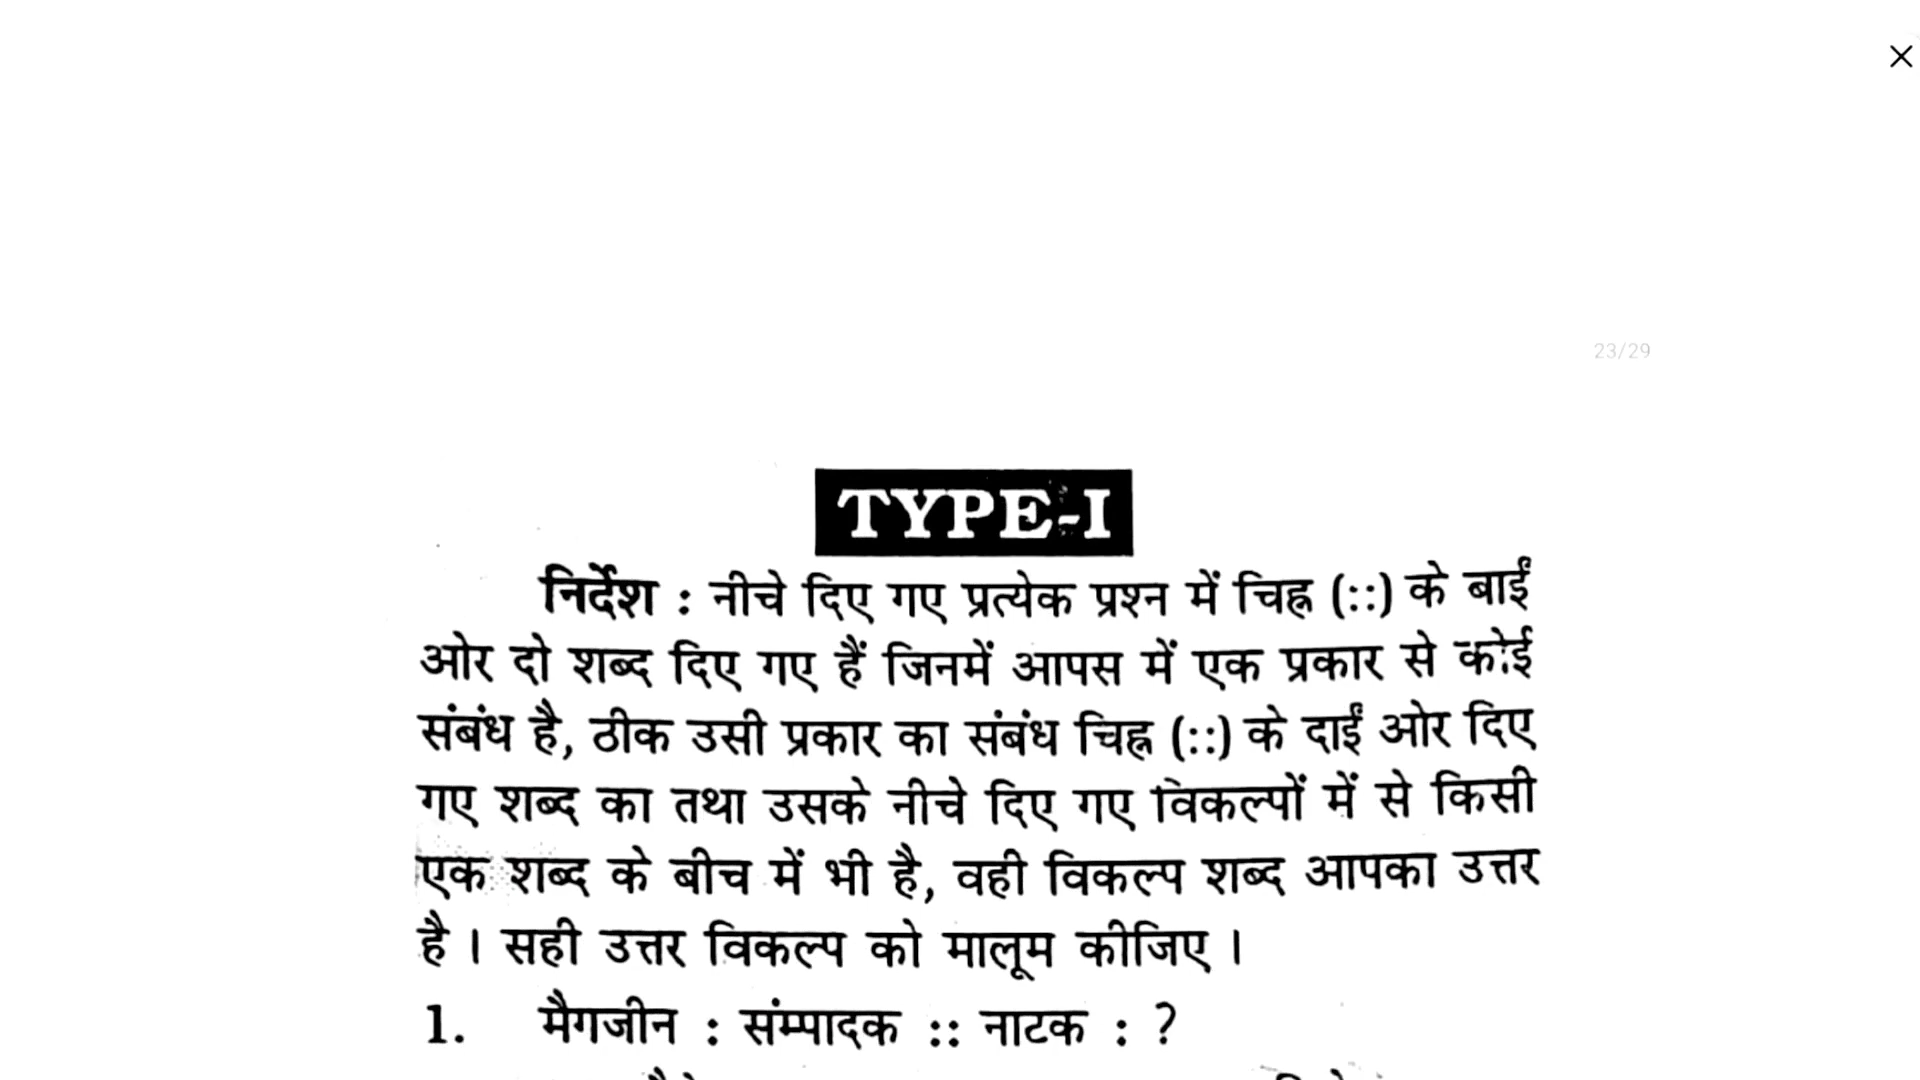 23/29
TYPE-I
निर्देश : नीचे दिए गए प्रत्येक प्रश्न में चिह्न (::) के बाईं
ओर दो शब्द दिए गए हैं जिनमें आपस में एक प्रकार से कोई
संबंध है, ठीक उसी प्रकार का संबंध चिह्न (::) के दाईं ओर दिए
गए शब्द का तथा उसके नीचे दिए गए विकल्पों में से किसी
एक शब्द के बीच में भी है, वही विकल्प शब्द आपका उत्तर
है । सही उत्तर विकल्प को मालूम कीजिए ।
1. मैगजीन : संम्पादक :: नाटक : ?